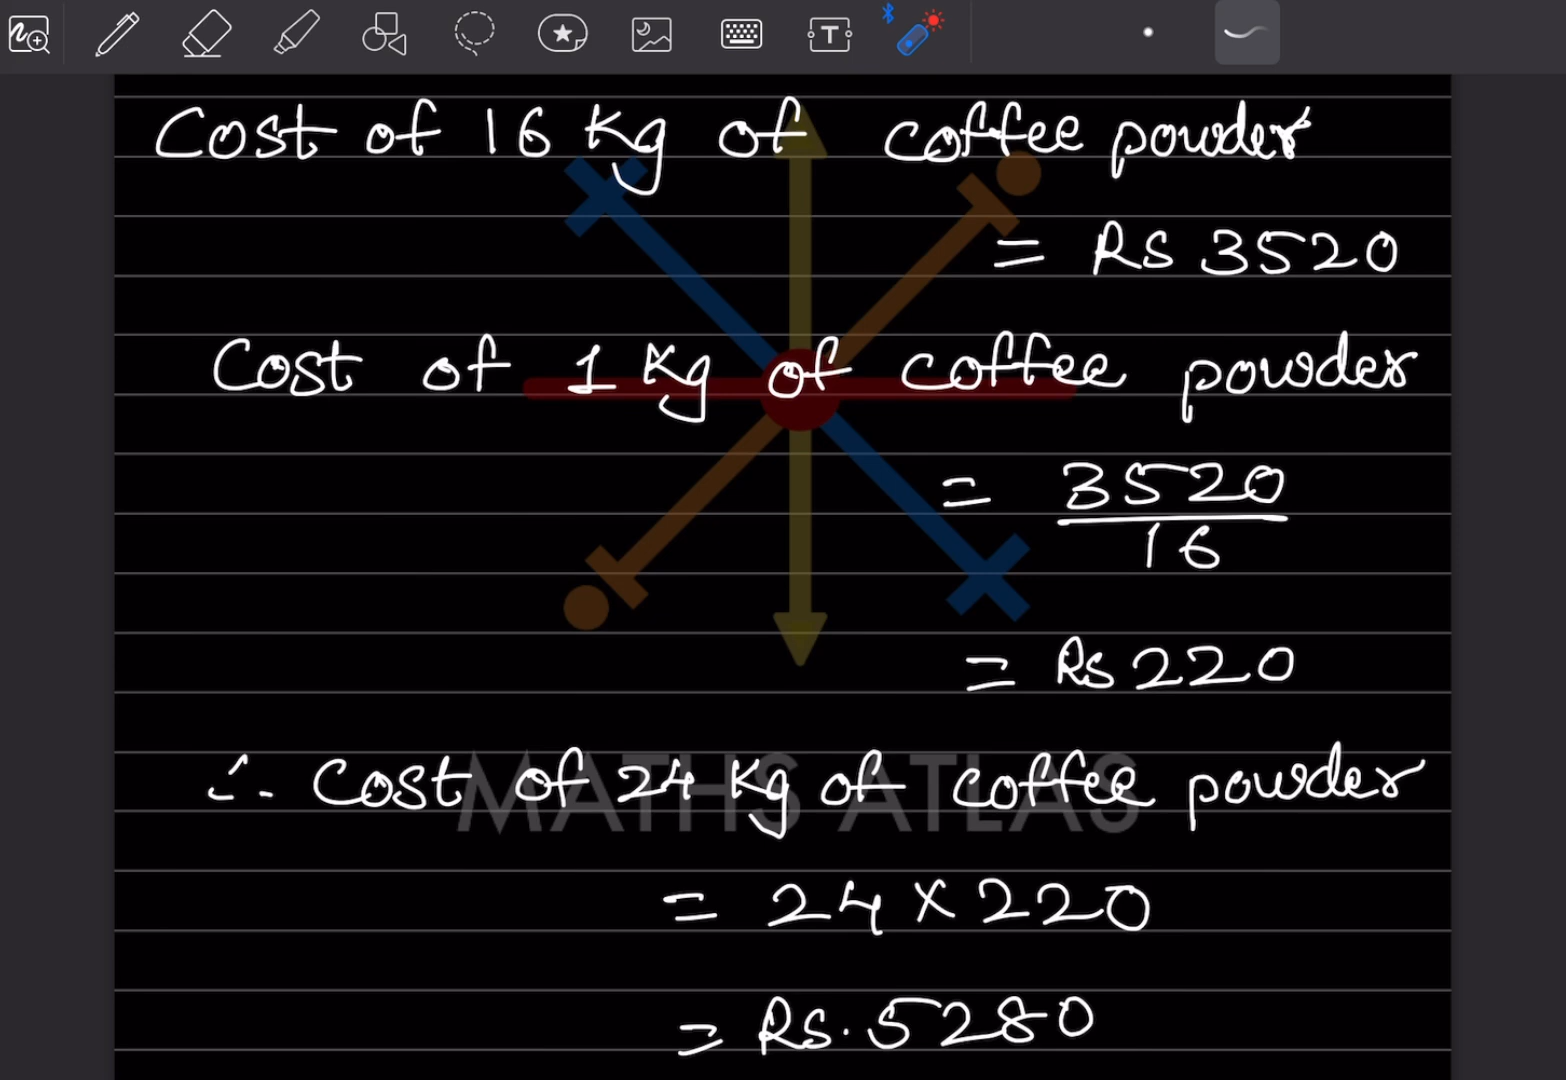 Cost of 16 Kg of coffee powder
= RS 3520
Cost of 1 Kg of coffee powder
= 3520
16
= Rs 220
∴ Cost of 24 Kg of coffee powder
MATHS ATLAS
= 24 × 220
= Rs. 5280